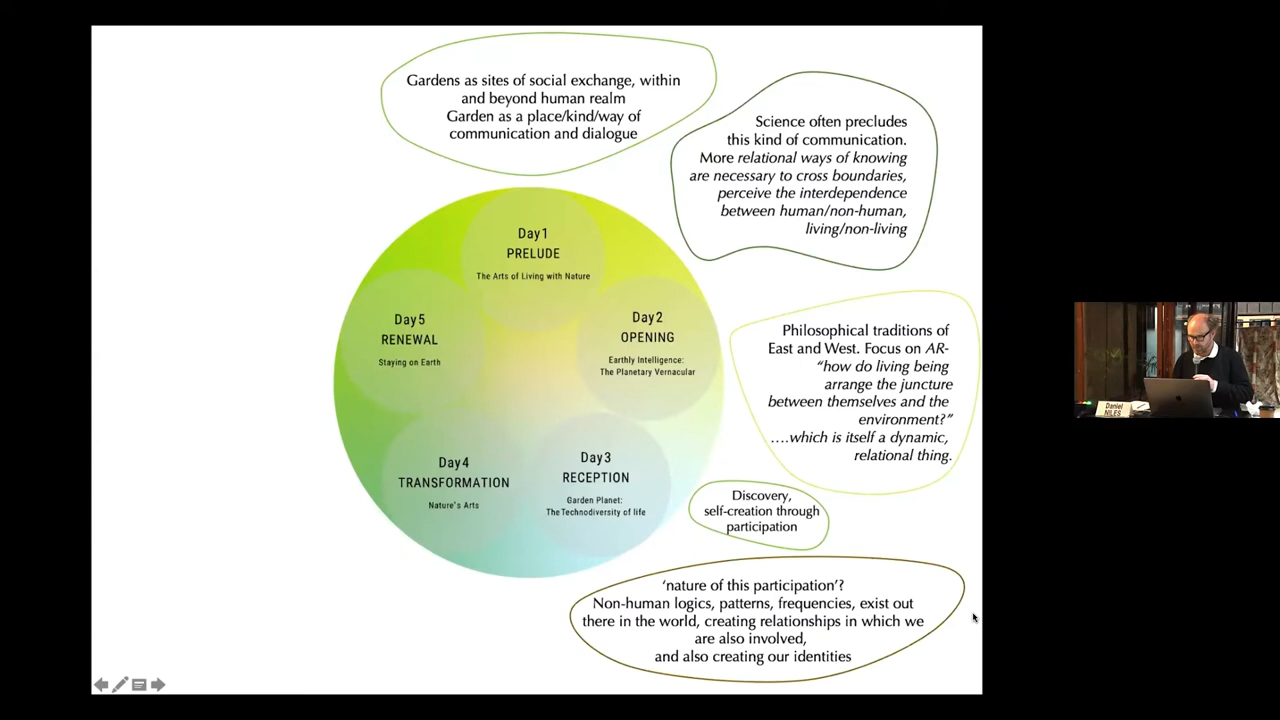 Gardens as sites of social exchange, within
and beyond human realm
Garden as a place/kind/way of
communication and dialogue
Science often precludes
this kind of communication.
More relational ways of knowing
are necessary to cross boundaries,
perceive the interdependence
between human/non-human,
living/non-living
Day1
PRELUDE
The Arts of Living with Nature
Day2
OPENING
Earthly Intelligence:
The Planetary Vernacular
Day3
RECEPTION
Garden Planet:
The Technodiversity of life
Day4
TRANSFORMATION
Nature's Arts
Day5
RENEWAL
Staying on Earth
Philosophical traditions of
East and West. Focus on AR-
“how do living being
arrange the juncture
between themselves and the
environment?”
….which is itself a dynamic,
relational thing.
Discovery,
self-creation through
participation
‘nature of this participation’?
Non-human logics, patterns, frequencies, exist out
there in the world, creating relationships in which we
are also involved,
and also creating our identities
Daniel
NILES